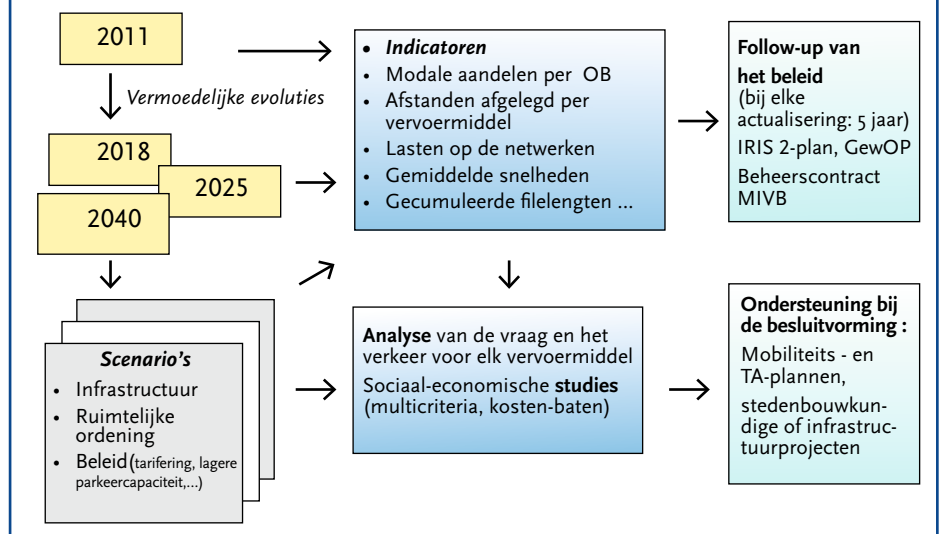 2011
Vermoedelijke evoluties
2018
2025
2040
Scenario's
• Infrastructuur
• Ruimtelijke
ordening
• Beleid(tarifering, lagere
parkeercapaciteit,...)
• Indicatoren
• Modale aandelen per OB
• Afstanden afgelegd per
vervoermiddel
• Lasten op de netwerken
• Gemiddelde snelheden
• Gecumuleerde filelengten ...
Analyse van de vraag en het
verkeer voor elk vervoermiddel
Sociaal-economische studies
(multicriteria, kosten-baten)
Follow-up van
het beleid
(bij elke
actualisering: 5 jaar)
IRIS 2-plan, GewOP
Beheerscontract
MIVB
Ondersteuning bij
de besluitvorming :
Mobiliteits - en
TA-plannen,
stedenbouwkun-
dige of infrastruc-
tuurprojecten